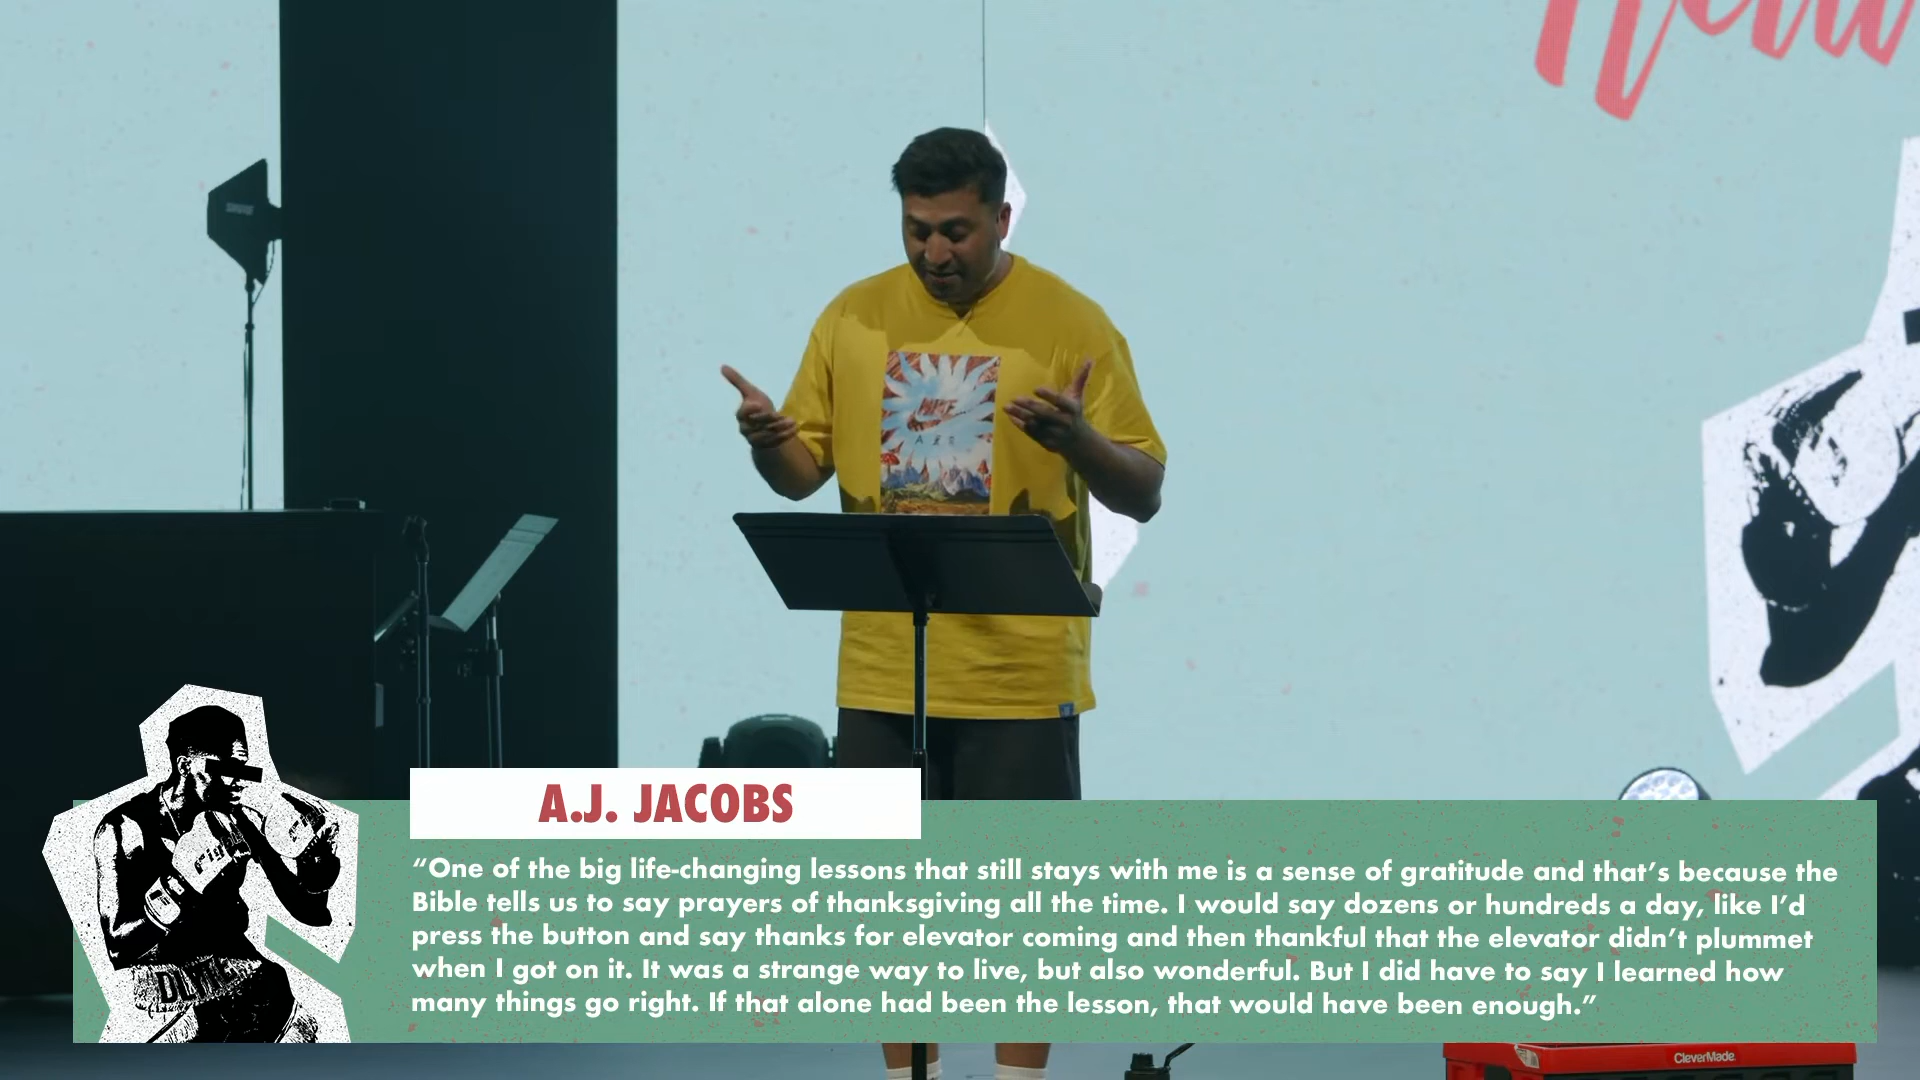 NIKE
A.J. JACOBS
“One of the big life-changing lessons that still stays with me is a sense of gratitude and that’s because the
Bible tells us to say prayers of thanksgiving all the time. I would say dozens or hundreds a day, like I’d
press the button and say thanks for elevator coming and then thankful that the elevator didn’t plummet
when I got on it. It was a strange way to live, but also wonderful. But I did have to say I learned how
many things go right. If that alone had been the lesson, that would have been enough.”
CleverMade